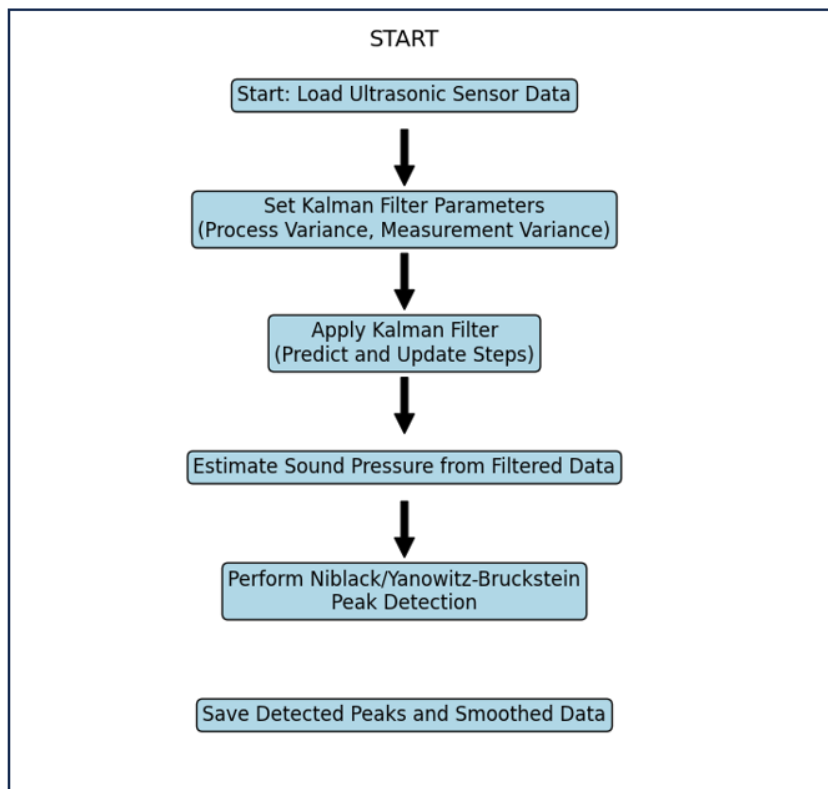 START
Start: Load Ultrasonic Sensor Data
Set Kalman Filter Parameters
(Process Variance, Measurement Variance)
Apply Kalman Filter
(Predict and Update Steps)
Estimate Sound Pressure from Filtered Data
Perform Niblack/Yanowitz-Bruckstein
Peak Detection
Save Detected Peaks and Smoothed Data